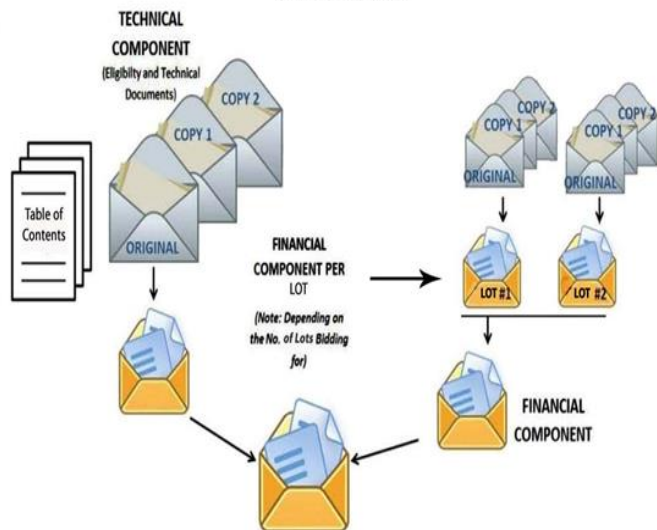 TECHNICAL
COMPONENT
(Eligibilty and Technical
Documents)
COPY 2
COPY 1
ORIGINAL
Table of
Contents
FINANCIAL
COMPONENT PER
LOT
(Note: Depending on
the No. of Lots Bidding
for)
COPY 2
COPY 1
ORIGINAL
COPY 2
COPY 1
ORIGINAL
LOT #1
LOT #2
FINANCIAL
COMPONENT